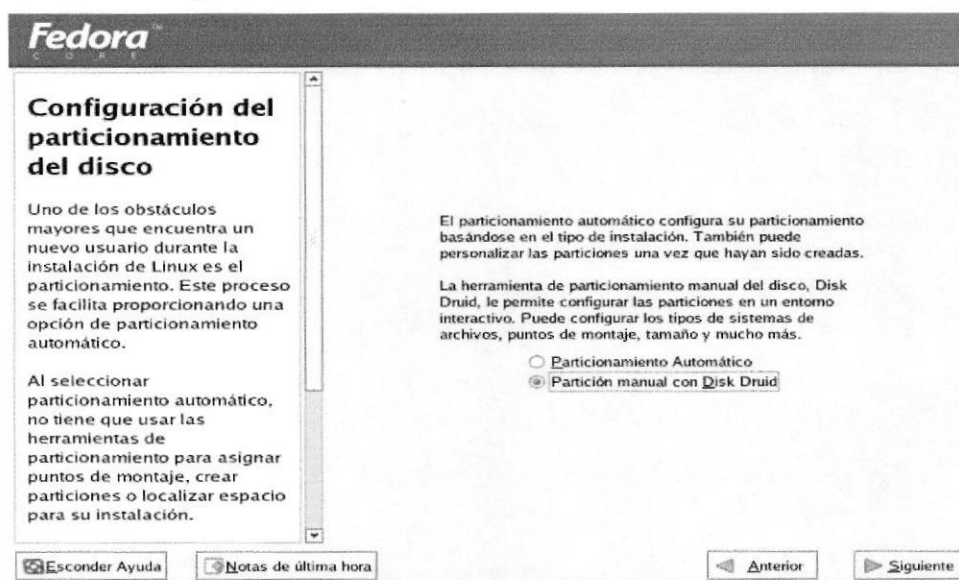 Fedora™
CORE
Configuración del
particionamiento
del disco
Uno de los obstáculos
mayores que encuentra un
nuevo usuario durante la
instalación de Linux es el
particionamiento. Este proceso
se facilita proporcionando una
opción de particionamiento
automático.
Al seleccionar
particionamiento automático,
no tiene que usar las
herramientas de
particionamiento para asignar
puntos de montaje, crear
particiones o localizar espacio
para su instalación.
El particionamiento automático configura su particionamiento
basándose en el tipo de instalación. También puede
personalizar las particiones una vez que hayan sido creadas.
La herramienta de particionamiento manual del disco, Disk
Druid, le permite configurar las particiones en un entorno
interactivo. Puede configurar los tipos de sistemas de
archivos, puntos de montaje, tamaño y mucho más.
Particionamiento Automático
Partición manual con Disk Druid
Esconder Ayuda
Notas de última hora
Anterior
Siguiente